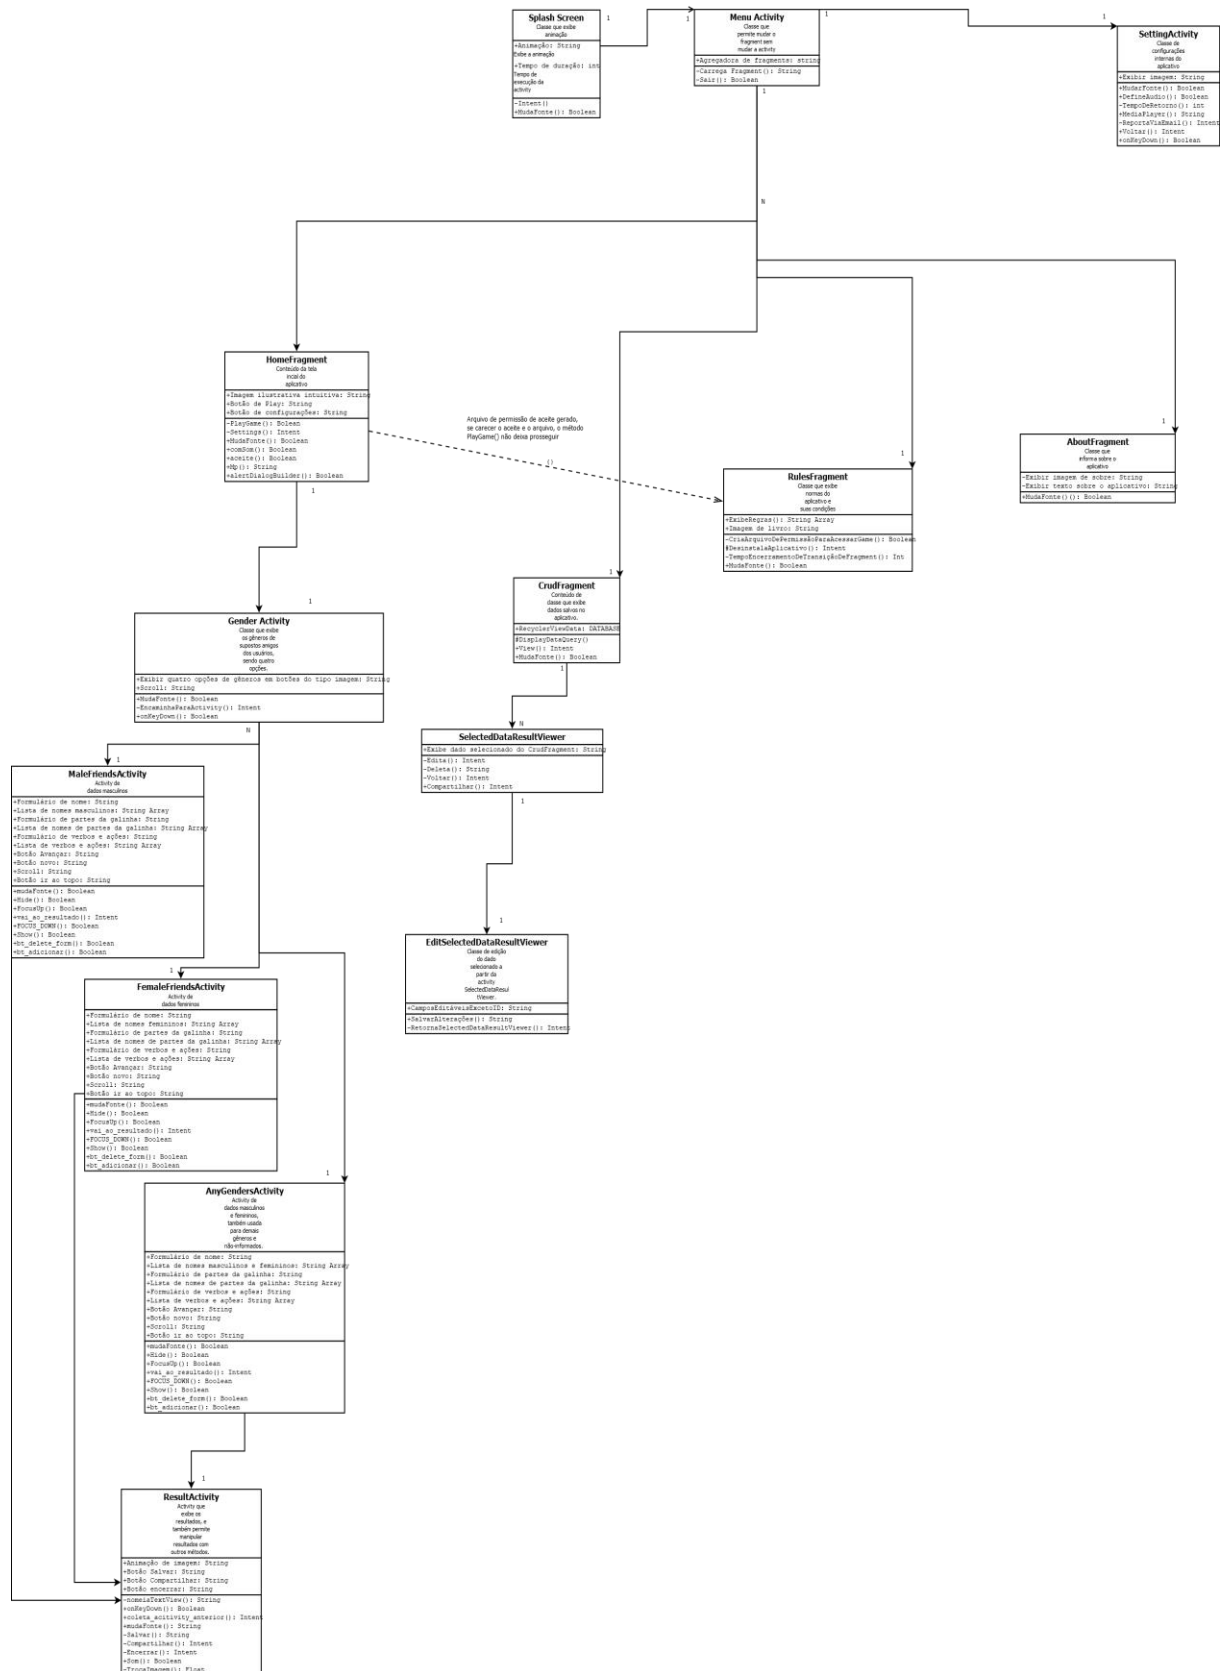 Splash Screen
Classe que exibe
animação
+Animação: String
Exibe a animação
+Tempo de duração: int
Tempo de
execução da
activity
-Intent()
+MudaFonte(): Boolean
1
1
Menu Activity
Classe que
permite mudar o
fragment sem
mudar a activity
+Agregadora de fragments: string
-Carrega Fragment(): String
-Sair(): Boolean
1
1
1
SettingActivity
Classe de
configurações
internas do
aplicativo
+Exibir imagem: String
+MudarFonte(): Boolean
+DefineAudio(): Boolean
-TempoDeRetorno(): int
+MediaPlayer(): String
-ReportaViaEmail(): Intent
+Voltar(): Intent
+onKeyDown(): Boolean
N
HomeFragment
Conteúdo da tela
incial do
aplicativo
+Imagem ilustrativa intuitiva: String
+Botão de Play: String
+Botão de configurações: String
-PlayGame(): Bolean
-Settings(): Intent
+MudaFonte(): Boolean
+comSom(): Boolean
+aceite(): Boolean
+Mp(): String
+alertDialogBuilder(): Boolean
1
Arquivo de permissão de aceite gerado,
se carecer o aceite e o arquivo, o método
PlayGame() não deixa prosseguir
()
1
RulesFragment
Classe que exibe
normas do
aplicativo e
suas condições
+ExibeRegras(): String Array
+Imagem de livro: String
-CriaArquivoDePermissãoParaAcessarGame(): Boolean
#DesinstalaAplicativo(): Intent
-TempoEncerramentoDeTransiçãoDeFragment(): Int
+MudaFonte(): Boolean
1
AboutFragment
Classe que
informa sobre o
aplicativo
-Exibir imagem de sobre: String
-Exibir texto sobre o aplicativo: String
+MudaFonte()(): Boolean
1
CrudFragment
Conteúdo de
classe que exibe
dados salvos no
aplicativo.
+RecyclerViewData: DATABASE
#DisplayDataQuery()
+View(): Intent
+MudaFonte(): Boolean
1
1
Gender Activity
Classe que exibe
os gêneros de
supostos amigos
dos usuários,
sendo quatro
opções.
+Exibir quatro opções de gêneros em botões do tipo imagem: String
+Scroll: String
+MudaFonte(): Boolean
-EncaminhaParaActivity(): Intent
+onKeyDown(): Boolean
N
N
SelectedDataResultViewer
+Exibe dado selecionado do CrudFragment: String
-Edita(): Intent
-Deleta(): String
-Voltar(): Intent
+Compartilhar(): Intent
1
1
MaleFriendsActivity
Activity de
dados masculinos
+Formulário de nome: String
+Lista de nomes masculinos: String Array
+Formulário de partes da galinha: String
+Lista de nomes de partes da galinha: String Array
+Formulário de verbos e ações: String
+Lista de verbos e ações: String Array
+Botão Avançar: String
+Botão novo: String
+Scroll: String
+Botão ir ao topo: String
+mudaFonte(): Boolean
+Hide(): Boolean
+FocusUp(): Boolean
+vai_ao_resultado(): Intent
+FOCUS_DOWN(): Boolean
+Show(): Boolean
+bt_delete_form(): Boolean
+bt_adicionar(): Boolean
1
EditSelectedDataResultViewer
Classe de edição
do dado
selecionado a
partir da
activity
SelectedDataResul
tViewer.
+CamposEditáveisExcetoID: String
+SalvarAlterações(): String
-RetornaSelectedDataResultViewer(): Intent
1
FemaleFriendsActivity
Activity de
dados femininos
+Formulário de nome: String
+Lista de nomes femininos: String Array
+Formulário de partes da galinha: String
+Lista de nomes de partes da galinha: String Array
+Formulário de verbos e ações: String
+Lista de verbos e ações: String Array
+Botão Avançar: String
+Botão novo: String
+Scroll: String
+Botão ir ao topo: String
+mudaFonte(): Boolean
+Hide(): Boolean
+FocusUp(): Boolean
+vai_ao_resultado(): Intent
+FOCUS_DOWN(): Boolean
+Show(): Boolean
+bt_delete_form(): Boolean
+bt_adicionar(): Boolean
1
AnyGendersActivity
Activity de
dados masculinos
e femininos,
também usada
para demais
gêneros e
não-informados.
+Formulário de nome: String
+Lista de nomes masculinos e femininos: String Array
+Formulário de partes da galinha: String
+Lista de nomes de partes da galinha: String Array
+Formulário de verbos e ações: String
+Lista de verbos e ações: String Array
+Botão Avançar: String
+Botão novo: String
+Scroll: String
+Botão ir ao topo: String
+mudaFonte(): Boolean
+Hide(): Boolean
+FocusUp(): Boolean
+vai_ao_resultado(): Intent
+FOCUS_DOWN(): Boolean
+Show(): Boolean
+bt_delete_form(): Boolean
+bt_adicionar(): Boolean
1
ResultActivity
Activity que
exibe os
resultados, e
também permite
manipular
resultados com
outros métodos.
+Animação de imagem: String
+Botão Salvar: String
+Botão Compartilhar: String
+Botão encerrar: String
-nomeiaTextView(): String
+onKeyDown(): Boolean
+coleta_acitivity_anterior(): Intent
+mudaFonte(): String
-Salvar(): String
-Compartilhar(): Intent
-Encerrar(): Intent
+Som(): Boolean
-TrocaImagem(): Float